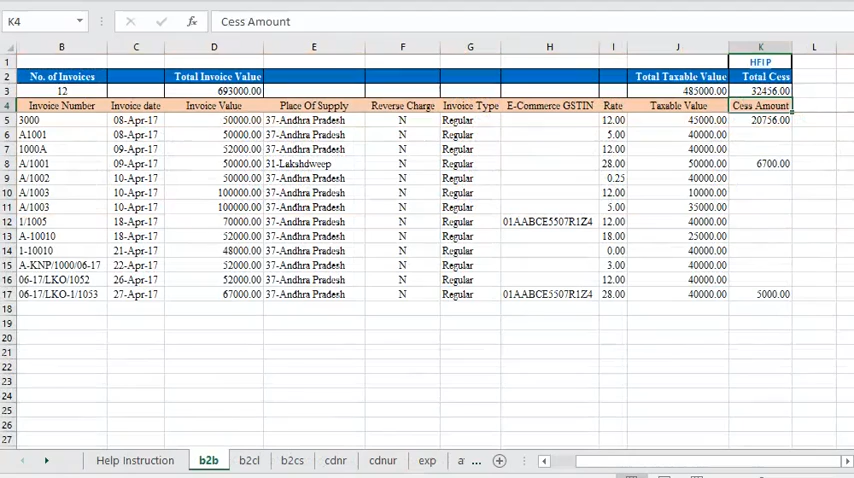 K4 fx Cess Amount
B C D E F G H I J K L
1 HELP
2 No. of Invoices Total Invoice Value Total Taxable Value Total Cess
3 12 693000.00 485000.00 32456.00
4 Invoice Number Invoice date Invoice Value Place Of Supply Reverse Charge Invoice Type E-Commerce GSTIN Rate Taxable Value Cess Amount
5 3000 08-Apr-17 50000.00 37-Andhra Pradesh N Regular 12.00 45000.00 20756.00
6 A1001 08-Apr-17 50000.00 37-Andhra Pradesh N Regular 5.00 40000.00
7 1000A 09-Apr-17 52000.00 37-Andhra Pradesh N Regular 12.00 40000.00
8 A/1001 09-Apr-17 50000.00 31-Lakshdweep N Regular 28.00 50000.00 6700.00
9 A/1002 10-Apr-17 50000.00 37-Andhra Pradesh N Regular 0.25 40000.00
10 A/1003 10-Apr-17 100000.00 37-Andhra Pradesh N Regular 12.00 10000.00
11 A/1003 10-Apr-17 100000.00 37-Andhra Pradesh N Regular 5.00 35000.00
12 1/1005 18-Apr-17 70000.00 37-Andhra Pradesh N Regular 01AABCE5507R1Z4 12.00 40000.00
13 A-10010 18-Apr-17 52000.00 37-Andhra Pradesh N Regular 18.00 25000.00
14 1-10010 21-Apr-17 48000.00 37-Andhra Pradesh N Regular 0.00 40000.00
15 A-KNP/1000/06-17 22-Apr-17 52000.00 37-Andhra Pradesh N Regular 3.00 40000.00
16 06-17/LKO/1052 26-Apr-17 52000.00 37-Andhra Pradesh N Regular 12.00 40000.00
17 06-17/LKO-1/1053 27-Apr-17 67000.00 37-Andhra Pradesh N Regular 01AABCE5507R1Z4 28.00 40000.00 5000.00
18
19
20
21
22
23
24
25
26
27
Help Instruction b2b b2cl b2cs cdnr cdnur exp a ...